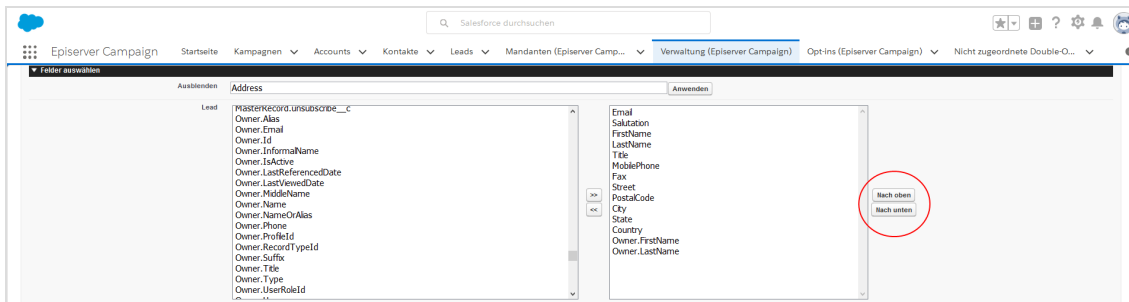 Salesforce durchsuchen
Episerver Campaign Startseite Kampagnen Accounts Kontakte Leads Mandanten (Episerver Camp... Verwaltung (Episerver Campaign) Opt-ins (Episerver Campaign) Nicht zugeordnete Double-O...
Felder auswählen
Ausblenden Address Anwenden
Lead
MasterRecord.unsubscribe__c
Owner.Alias
Owner.Email
Owner.Id
Owner.InformalName
Owner.IsActive
Owner.LastReferencedDate
Owner.LastViewedDate
Owner.MiddleName
Owner.Name
Owner.NameOrAlias
Owner.Phone
Owner.ProfileId
Owner.RecordTypeId
Owner.Suffix
Owner.Title
Owner.Type
Owner.UserRoleId
>>
<<
Email
Salutation
FirstName
LastName
Title
MobilePhone
Fax
Street
PostalCode
City
State
Country
Owner.FirstName
Owner.LastName
Nach oben
Nach unten